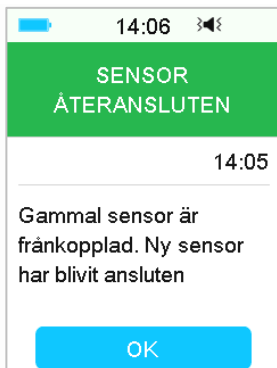 14:06
SENSOR
ÅTERANSLUTEN
14:05
Gammal sensor är
frånkopplad. Ny sensor
har blivit ansluten
OK